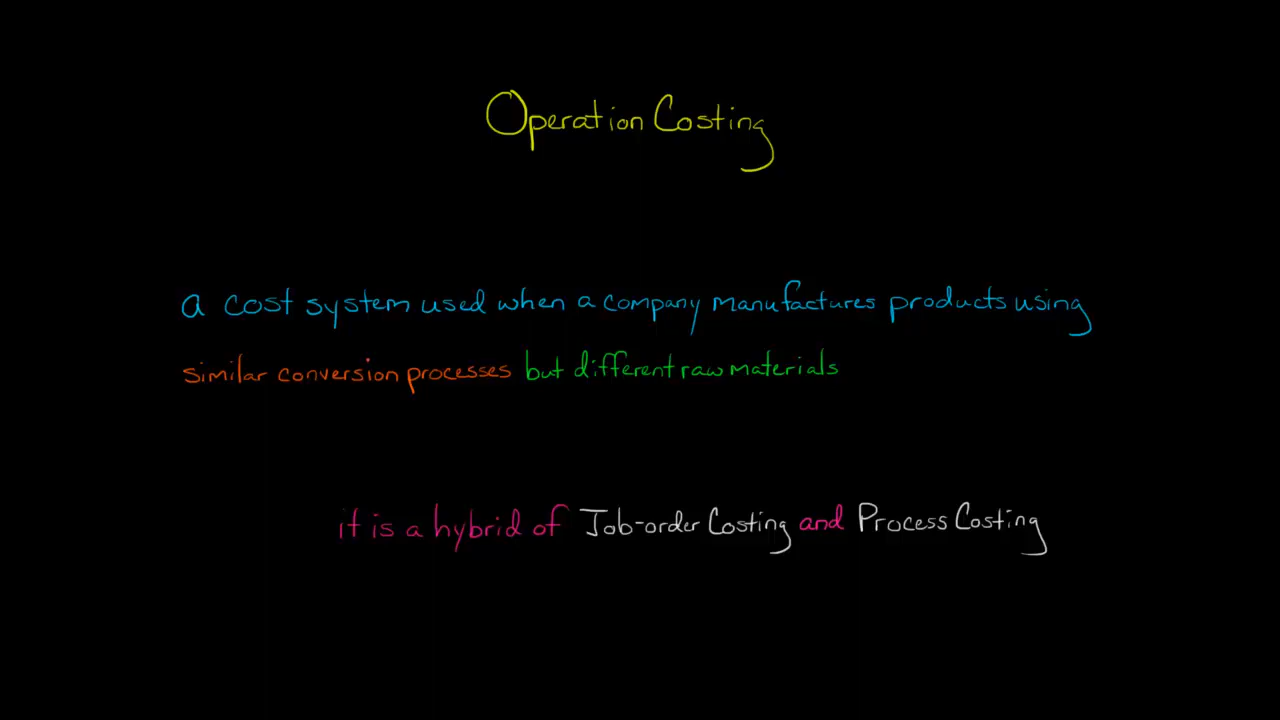 Operation Costing
a cost system used when a company manufactures products using
similar conversion processes but different raw materials
it is a hybrid of Job-order Costing and Process Costing